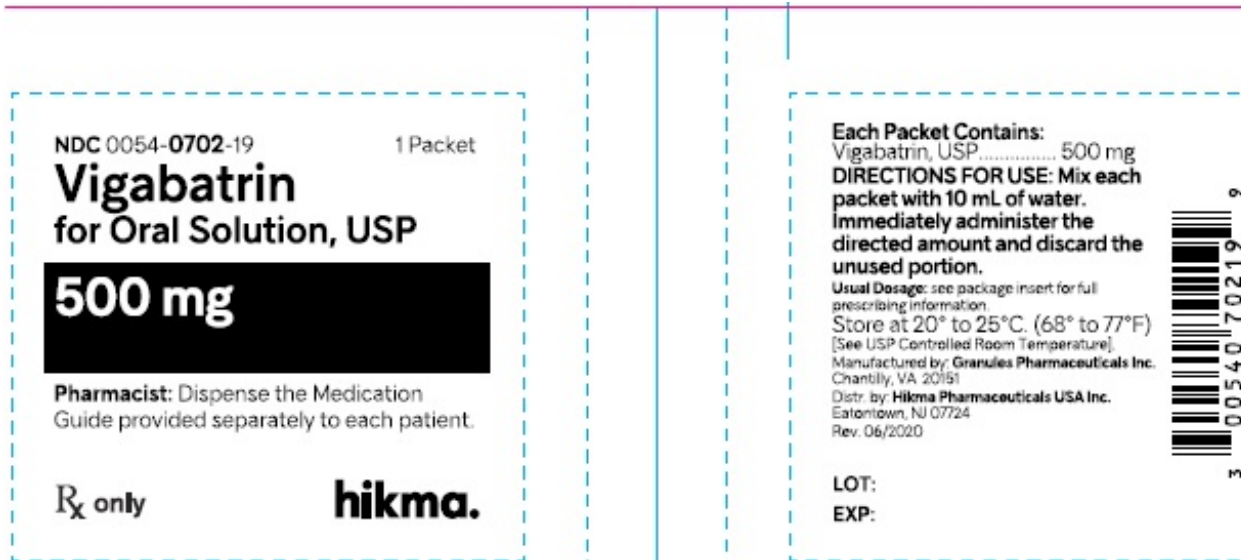 NDC 0054-0702-19 1 Packet
Vigabatrin
for Oral Solution, USP
500 mg
Pharmacist: Dispense the Medication
Guide provided separately to each patient.
Rx only
hikma.
Each Packet Contains:
Vigabatrin, USP................ 500 mg
DIRECTIONS FOR USE: Mix each
packet with 10 mL of water.
Immediately administer the
directed amount and discard the
unused portion.
Usual Dosage: see package insert for full
prescribing information.
Store at 20° to 25°C. (68° to 77°F)
[See USP Controlled Room Temperature].
Manufactured by: Granules Pharmaceuticals Inc.
Chantilly, VA 20151
Distr. by: Hikma Pharmaceuticals USA Inc.
Eatontown, NJ 07724
Rev. 06/2020
LOT:
EXP:
3 00540 70219 9